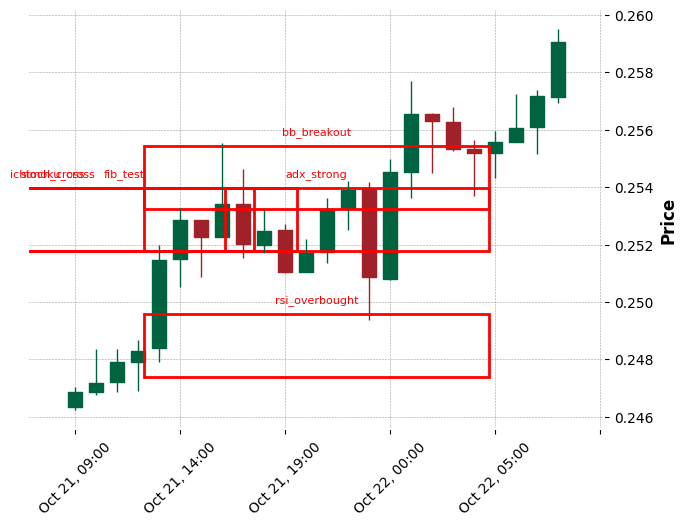 0.260
0.258
bb_breakout
0.256
ichimoku_cross
fib_test
adx_strong
0.254
0.252
rsi_overbought
0.250
0.248
0.246
Price
Oct 21, 09:00
Oct 21, 14:00
Oct 21, 19:00
Oct 22, 00:00
Oct 22, 05:00